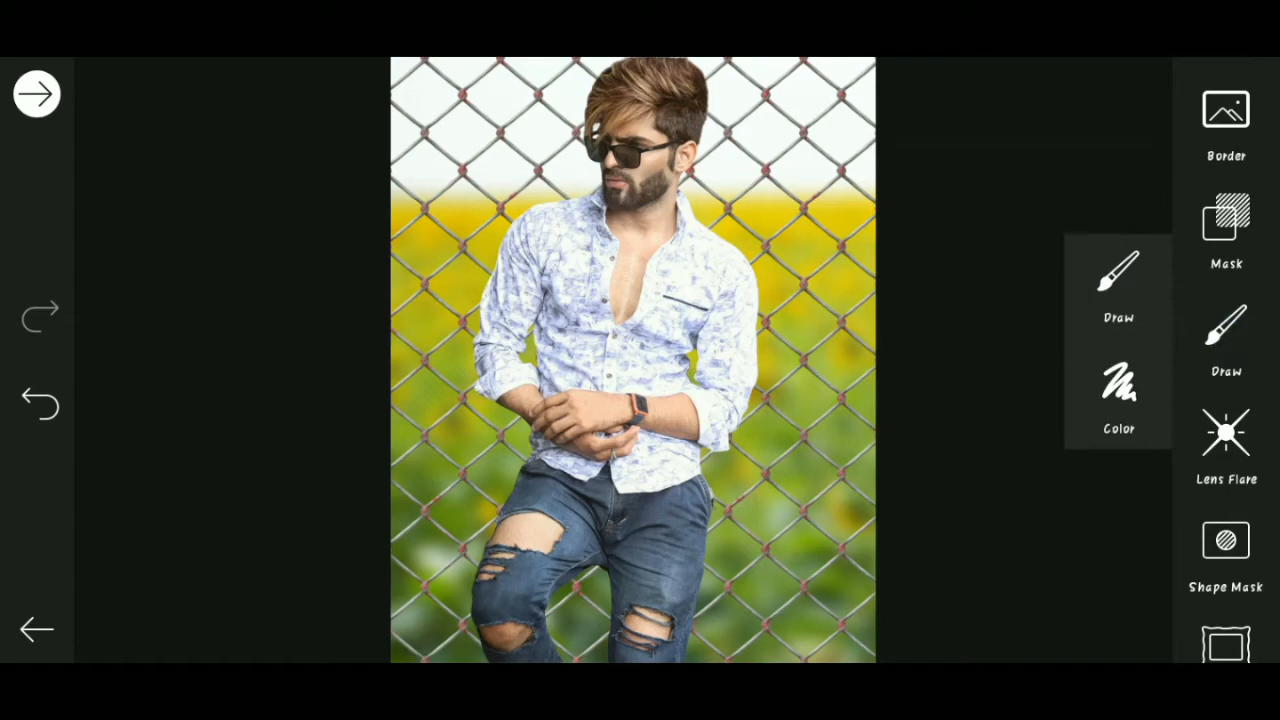 Border
Mask
Draw
Color
Draw
Lens Flare
Shape Mask